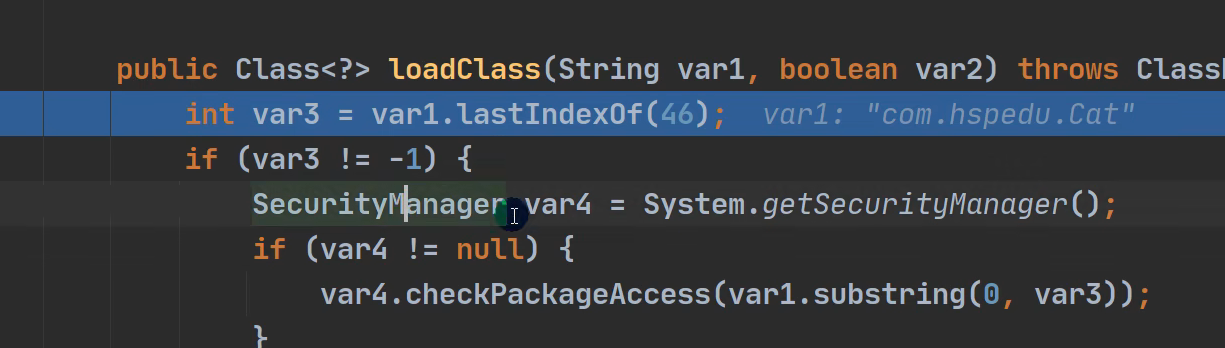 public Class<?> loadClass(String var1, boolean var2) throws Class
int var3 = var1.lastIndexOf(46); var1: "com.hspedu.Cat"
if (var3 != -1) {
SecurityManager var4 = System.getSecurityManager();
if (var4 != null) {
var4.checkPackageAccess(var1.substring(0, var3));
}